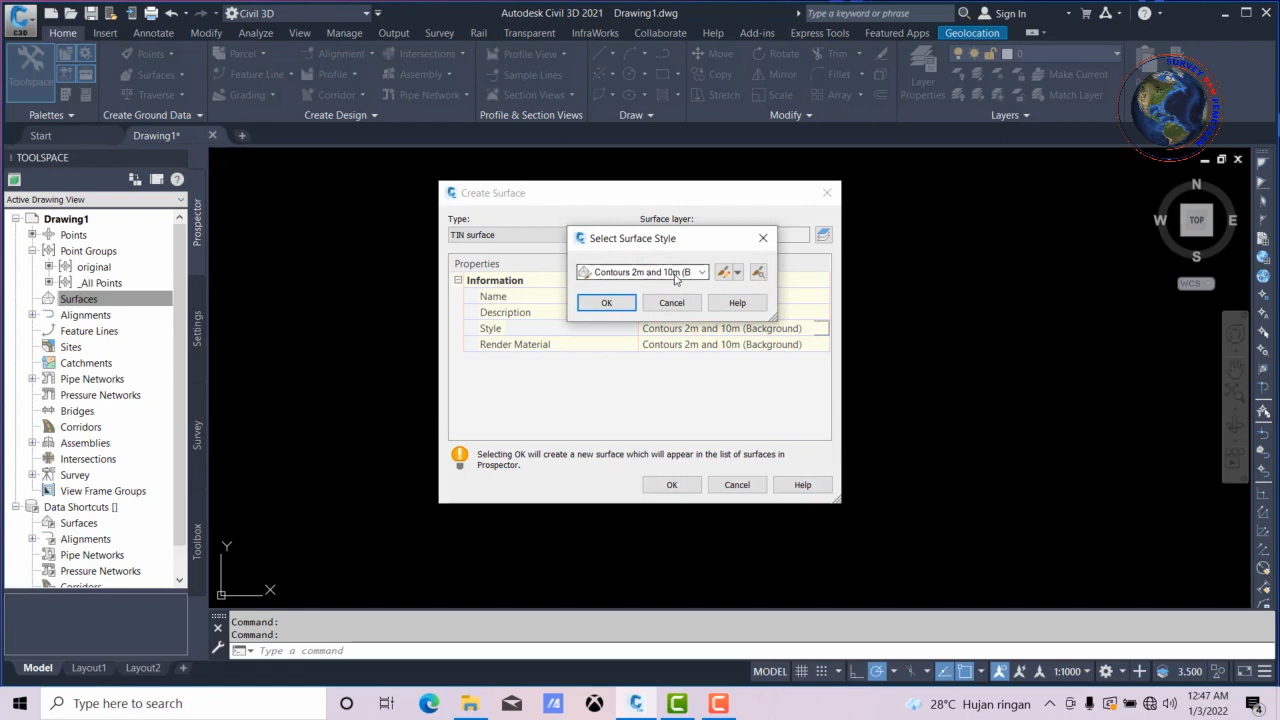 C3D
Civil 3D
Autodesk Civil 3D 2021 Drawing1.dwg
Type a keyword or phrase
Sign In
Home Insert Annotate Modify Analyze View Manage Output Survey Rail Transparent InfraWorks Collaborate Help Add-ins Express Tools Featured Apps Geolocation
Toolspace
Points
Surfaces
Traverse
Parcel
Feature Line
Grading
Alignment
Profile
Corridor
Intersections
Assembly
Pipe Network
Profile View
Sample Lines
Section Views
Move
Copy
Stretch
Rotate
Mirror
Scale
Trim
Fillet
Array
Layer
Properties
0
Make Current
Match Layer
Palettes Create Ground Data Create Design Profile & Section Views Draw Modify Layers
Start
Drawing1*
TOOLSPACE
Active Drawing View
Drawing1
Points
Point Groups
original
_All Points
Surfaces
Alignments
Feature Lines
Sites
Catchments
Pipe Networks
Pressure Networks
Bridges
Corridors
Assemblies
Intersections
Survey
View Frame Groups
Data Shortcuts []
Surfaces
Alignments
Pipe Networks
Pressure Networks
Corridors
Prospector
Settings
Survey
Toolbox
Create Surface
Type:
TIN surface
Surface layer:
Properties
Information
Name
Description
Style Contours 2m and 10m (Background)
Render Material Contours 2m and 10m (Background)
Selecting OK will create a new surface which will appear in the list of surfaces in
Prospector.
OK Cancel Help
Select Surface Style
Contours 2m and 10m (B
OK Cancel Help
N
W TOP E
S
WCS
Y
X
Command:
Command:
Type a command
Model Layout1 Layout2
MODEL
1:1000
3.500
Type here to search
28°C Hujan ringan
12:47 AM
1/3/2022
4